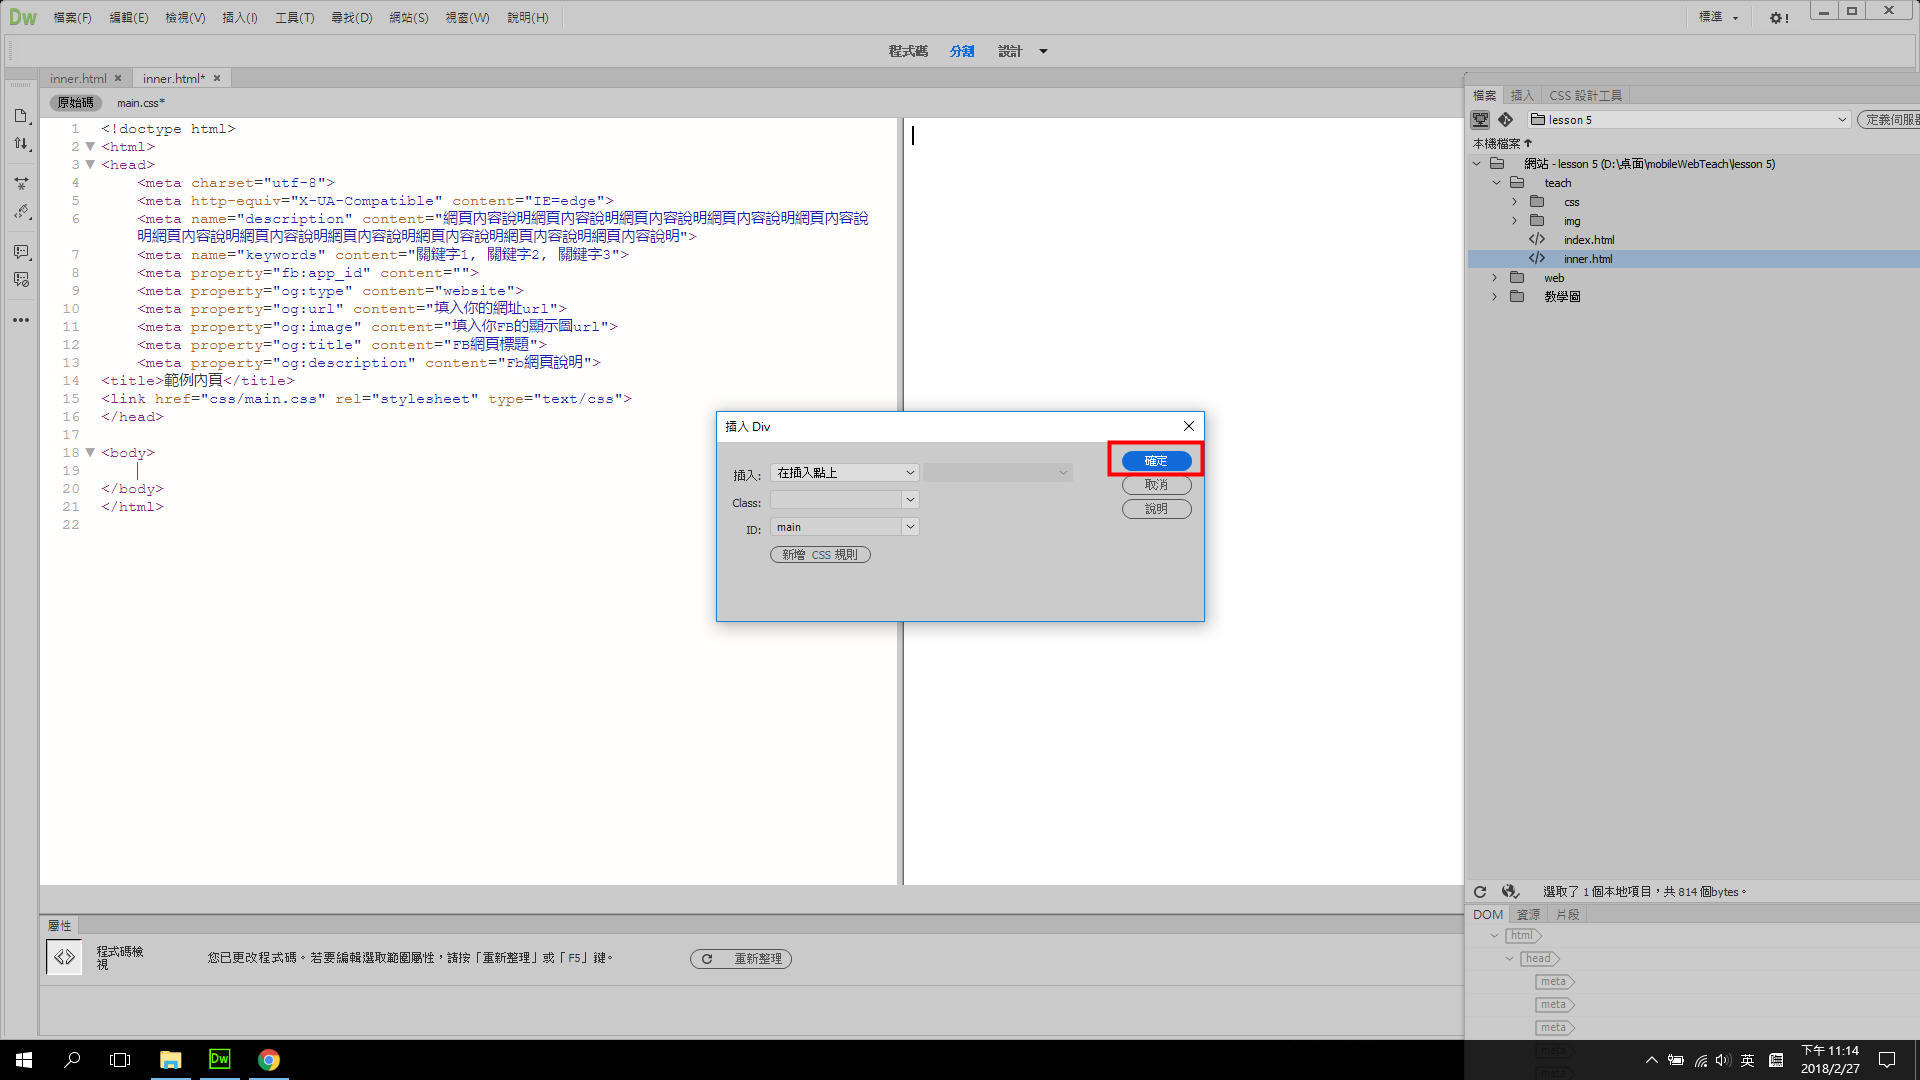 Dw 檔案(F) 編輯(E) 檢視(V) 插入(I) 工具(T) 尋找(D) 網站(S) 視窗(W) 說明(H) 標準
程式碼 分割 設計
inner.html inner.html*
原始碼 main.css*
1 <!doctype html>
2 <html>
3 <head>
4 <meta charset="utf-8">
5 <meta http-equiv="X-UA-Compatible" content="IE=edge">
6 <meta name="description" content="網頁內容說明網頁內容說明網頁內容說明網頁內容說明網頁內容說
明網頁內容說明網頁內容說明網頁內容說明網頁內容說明網頁內容說明網頁內容說明">
7 <meta name="keywords" content="關鍵字1, 關鍵字2, 關鍵字3">
8 <meta property="fb:app_id" content="">
9 <meta property="og:type" content="website">
10 <meta property="og:url" content="填入你的網址url">
11 <meta property="og:image" content="填入你FB的顯示圖url">
12 <meta property="og:title" content="FB網頁標題">
13 <meta property="og:description" content="Fb網頁說明">
14 <title>範例內頁</title>
15 <link href="css/main.css" rel="stylesheet" type="text/css">
16 </head>
17
18 <body>
19
20 </body>
21 </html>
22
插入 Div
插入: 在插入點上
Class:
ID: main
新增 CSS 規則
確定
取消
說明
檔案 插入 CSS 設計工具
lesson 5 定義伺服器
本機檔案
網站 - lesson 5 (D:\桌面\mobileWebTeach\lesson 5)
teach
css
img
index.html
inner.html
web
教學圖
選取了 1 個本地項目，共 814 個bytes。
DOM 資源 片段
html
head
meta
meta
meta
meta
meta
屬性
程式碼檢
視
您已更改程式碼。若要編輯選取範圍屬性，請按「重新整理」或「F5」鍵。
重新整理
Dw
英
下午 11:14
2018/2/27